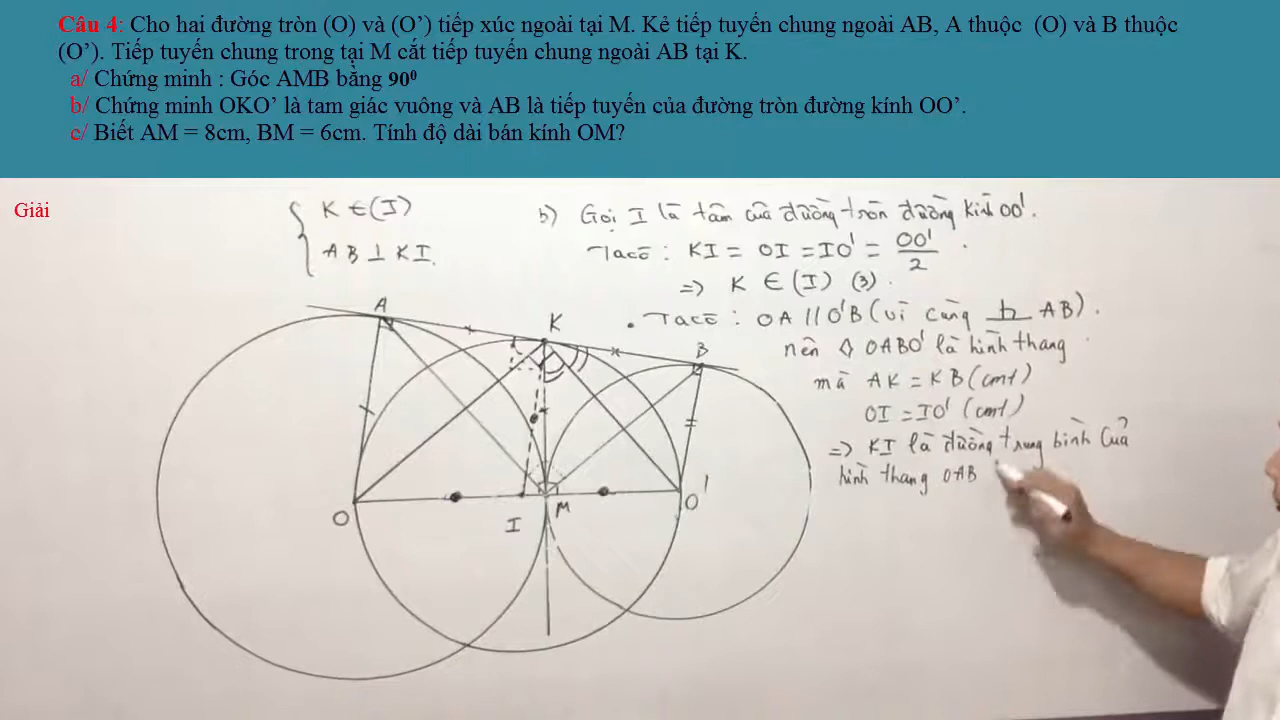 Câu 4: Cho hai đường tròn (O) và (O’) tiếp xúc ngoài tại M. Kẻ tiếp tuyến chung ngoài AB, A thuộc (O) và B thuộc
(O’). Tiếp tuyến chung trong tại M cắt tiếp tuyến chung ngoài AB tại K.
a/ Chứng minh : Góc AMB bằng 90⁰
b/ Chứng minh OKO’ là tam giác vuông và AB là tiếp tuyến của đường tròn đường kính OO’.
c/ Biết AM = 8cm, BM = 6cm. Tính độ dài bán kính OM?
Giải
K ∈ (I)
AB ⊥ KI.
b) Gọi I là tâm của đường tròn đường kính OO'.
Ta có : KI = OI = IO' = OO'/2 .
=> K ∈ (I) (3).
. Ta có : OA // O'B (vì cùng ⊥ AB).
nên ◊ OABO' là hình thang
mà AK = KB (cmt)
OI = IO' (cmt)
=> KI là đường trung bình của
hình thang OAB
A
K
B
O
I
M
O'